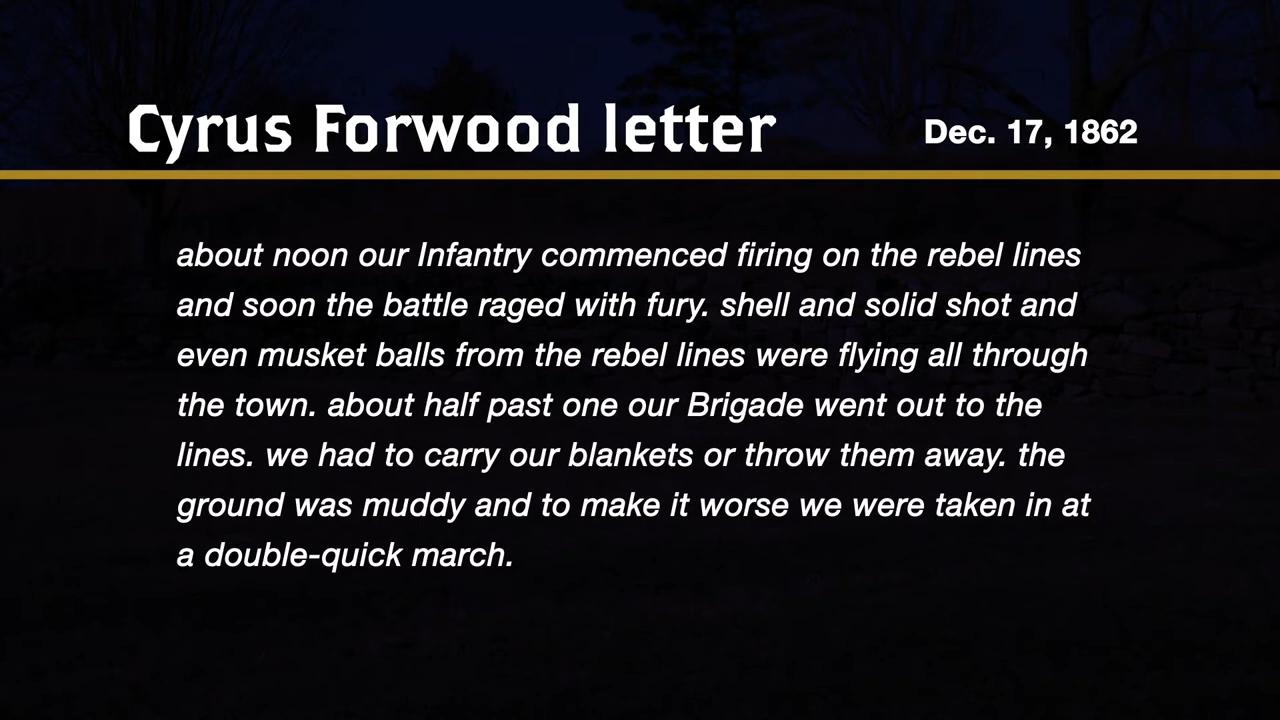 Cyrus Forwood letter
Dec. 17, 1862
about noon our Infantry commenced firing on the rebel lines
and soon the battle raged with fury. shell and solid shot and
even musket balls from the rebel lines were flying all through
the town. about half past one our Brigade went out to the
lines. we had to carry our blankets or throw them away. the
ground was muddy and to make it worse we were taken in at
a double-quick march.